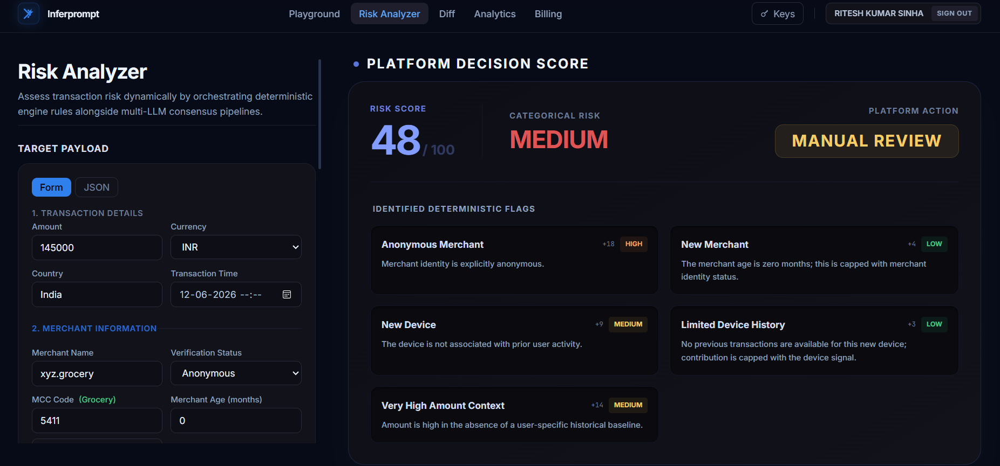 Inferprompt
Playground
Risk Analyzer
Diff
Analytics
Billing
Keys
RITESH KUMAR SINHA
SIGN OUT
Risk Analyzer
Assess transaction risk dynamically by orchestrating deterministic
engine rules alongside multi-LLM consensus pipelines.
TARGET PAYLOAD
Form
JSON
1. TRANSACTION DETAILS
Amount
Currency
145000
INR
Country
Transaction Time
India
12-06-2026 --:--
2. MERCHANT INFORMATION
Merchant Name
Verification Status
xyz.grocery
Anonymous
MCC Code (Grocery)
Merchant Age (months)
5411
0
PLATFORM DECISION SCORE
RISK SCORE
48 / 100
CATEGORICAL RISK
MEDIUM
PLATFORM ACTION
MANUAL REVIEW
IDENTIFIED DETERMINISTIC FLAGS
Anonymous Merchant
+18 HIGH
Merchant identity is explicitly anonymous.
New Merchant
+4 LOW
The merchant age is zero months; this is capped with merchant
identity status.
New Device
+9 MEDIUM
The device is not associated with prior user activity.
Limited Device History
+3 LOW
No previous transactions are available for this new device;
contribution is capped with the device signal.
Very High Amount Context
+14 MEDIUM
Amount is high in the absence of a user-specific historical baseline.